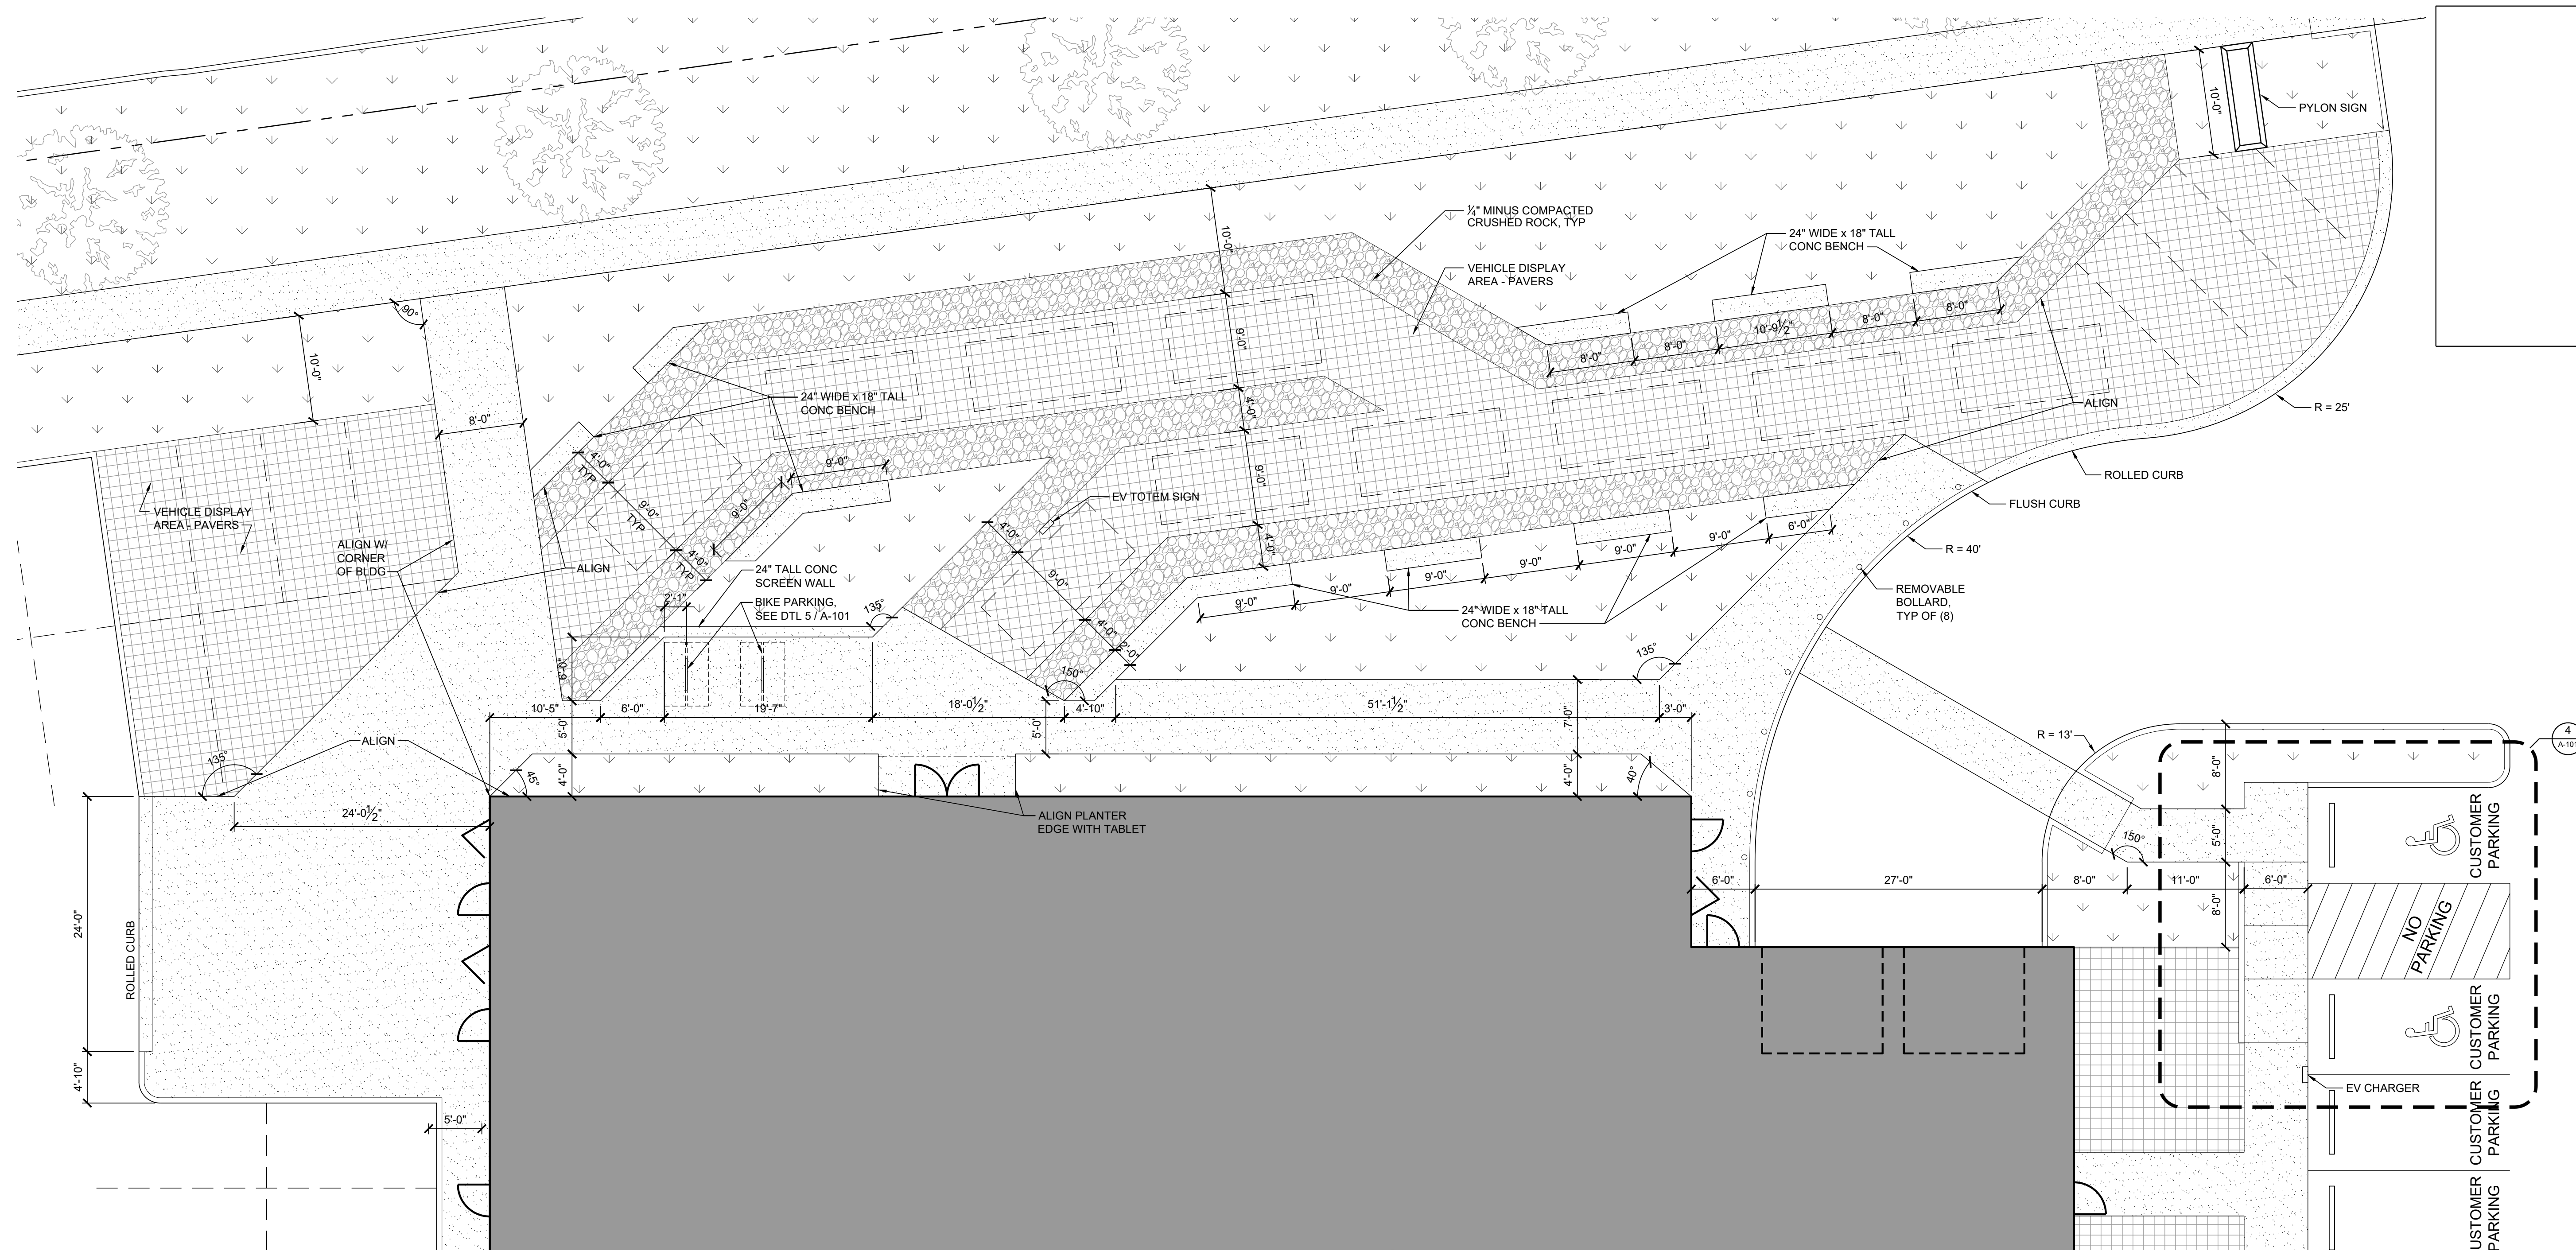 PYLON SIGN
10'-0"
¼" MINUS COMPACTED
CRUSHED ROCK, TYP
24" WIDE x 18" TALL
CONC BENCH
10'-0"
VEHICLE DISPLAY
AREA - PAVERS
90°
10'-0"
9'-0"
8'-0"
8'-0"
10'-9½"
8'-0"
8'-0"
24" WIDE x 18" TALL
CONC BENCH
4'-0"
ALIGN
R = 25'
8'-0"
4'-0"
TYP
9'-0"
9'-0"
ROLLED CURB
EV TOTEM SIGN
FLUSH CURB
VEHICLE DISPLAY
AREA - PAVERS
9'-0"
TYP
9'-0"
4'-0"
4'-0"
6'-0"
9'-0"
9'-0"
9'-0"
9'-0"
9'-0"
9'-0"
R = 40'
ALIGN W/
CORNER
OF BLDG
ALIGN
4'-0"
TYP
24" TALL CONC
SCREEN WALL
9'-0"
REMOVABLE
BOLLARD,
TYP OF (8)
2'-1"
BIKE PARKING,
SEE DTL 5 / A-101
135°
24" WIDE x 18" TALL
CONC BENCH
4'-0"
2'-0"
135°
6'-0"
150°
10'-5"
6'-0"
19'-7"
18'-0½"
4'-10"
51'-1½"
3'-0"
5'-0"
5'-0"
7'-0"
ALIGN
R = 13'
4
A-101
135°
45°
4'-0"
4'-0"
40°
8'-0"
24'-0½"
ALIGN PLANTER
EDGE WITH TABLET
CUSTOMER
PARKING
150°
5'-0"
6'-0"
27'-0"
8'-0"
11'-0"
6'-0"
8'-0"
24'-0"
ROLLED CURB
NO
PARKING
CUSTOMER
PARKING
4'-10"
EV CHARGER
5'-0"
CUSTOMER
PARKING
USTOMER
PARKING